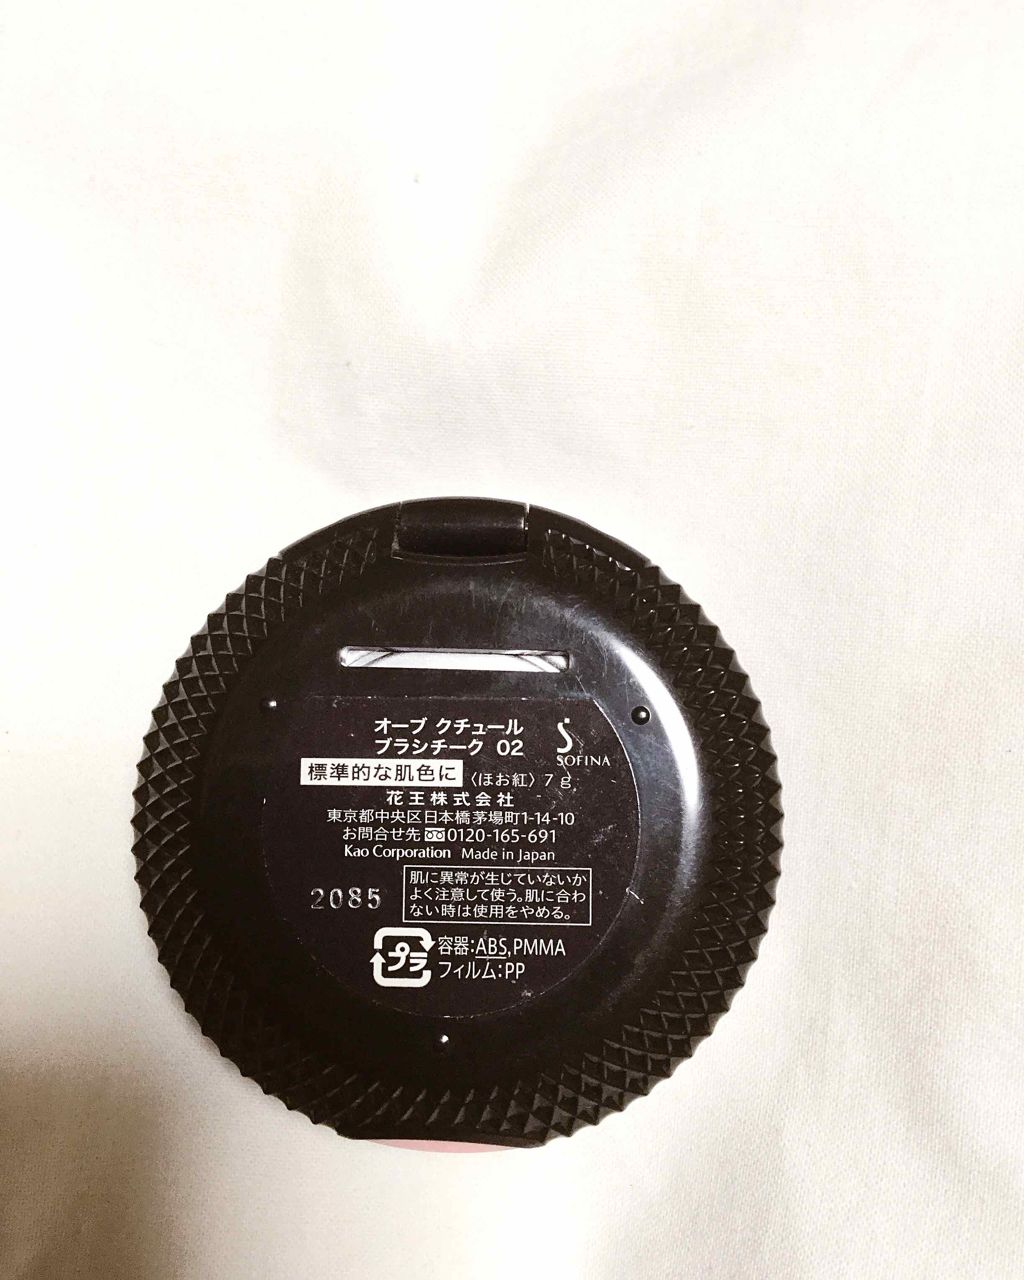 オーブ クチュール
ブラシチーク 02
SOFINA
標準的な肌色に 〈ほお紅〉7g
花王株式会社
東京都中央区日本橋茅場町1-14-10
お問合せ先 0120-165-691
Kao Corporation Made in Japan
肌に異常が生じていないか
よく注意して使う。肌に合わ
ない時は使用をやめる。
2085
プラ
容器:ABS,PMMA
フィルム:PP